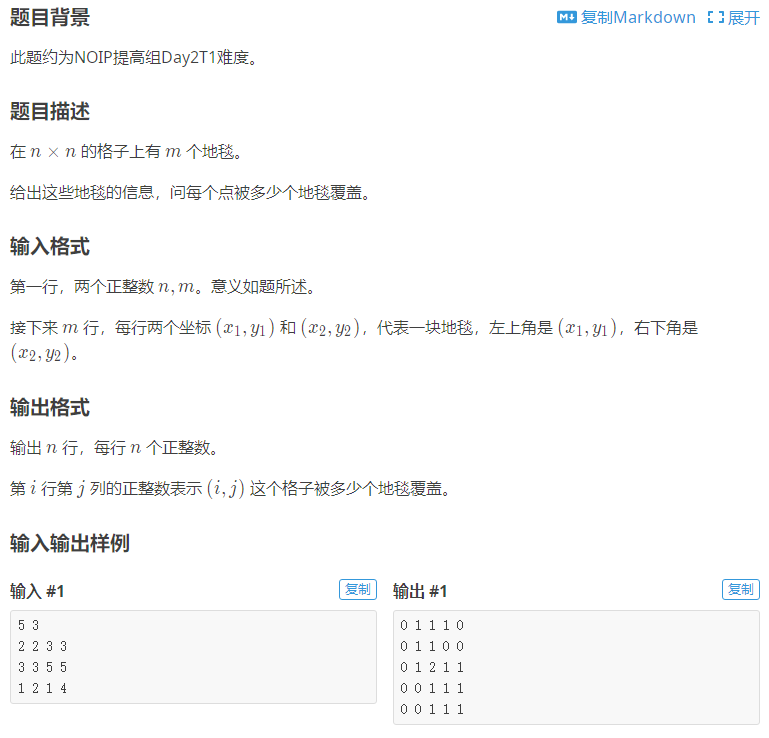 题目背景
复制Markdown 展开
此题约为NOIP提高组Day2T1难度。
题目描述
在 n × n 的格子上有 m 个地毯。
给出这些地毯的信息，问每个点被多少个地毯覆盖。
输入格式
第一行，两个正整数 n, m。意义如题所述。
接下来 m 行，每行两个坐标 (x₁, y₁) 和 (x₂, y₂)，代表一块地毯，左上角是 (x₁, y₁)，右下角是
(x₂, y₂)。
输出格式
输出 n 行，每行 n 个正整数。
第 i 行第 j 列的正整数表示 (i, j) 这个格子被多少个地毯覆盖。
输入输出样例
输入 #1
复制
5 3
2 2 3 3
3 3 5 5
1 2 1 4
输出 #1
复制
0 1 1 1 0
0 1 1 0 0
0 1 2 1 1
0 0 1 1 1
0 0 1 1 1